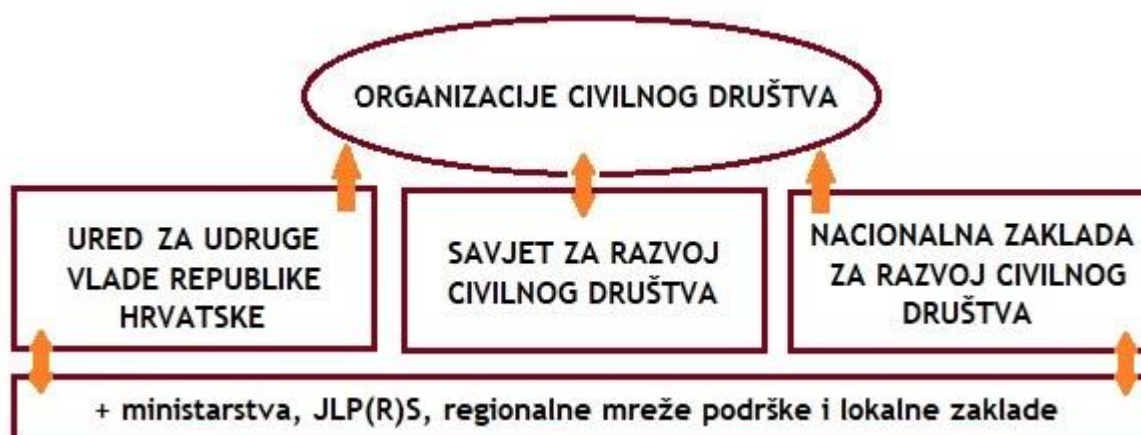 ORGANIZACIJE CIVILNOG DRUŠTVA
URED ZA UDRUGE
VLADE REPUBLIKE
HRVATSKE
SAVJET ZA RAZVOJ
CIVILNOG DRUŠTVA
NACIONALNA ZAKLADA
ZA RAZVOJ CIVILNOG
DRUŠTVA
+ ministarstva, JLP(R)S, regionalne mreže podrške i lokalne zaklade